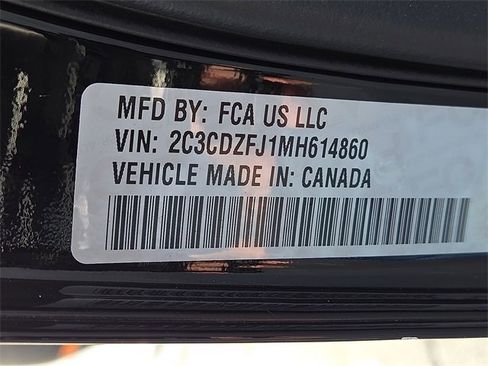 MFD BY: FCA US LLC
VIN: 2C3CDZFJ1MH614860
VEHICLE MADE IN: CANADA